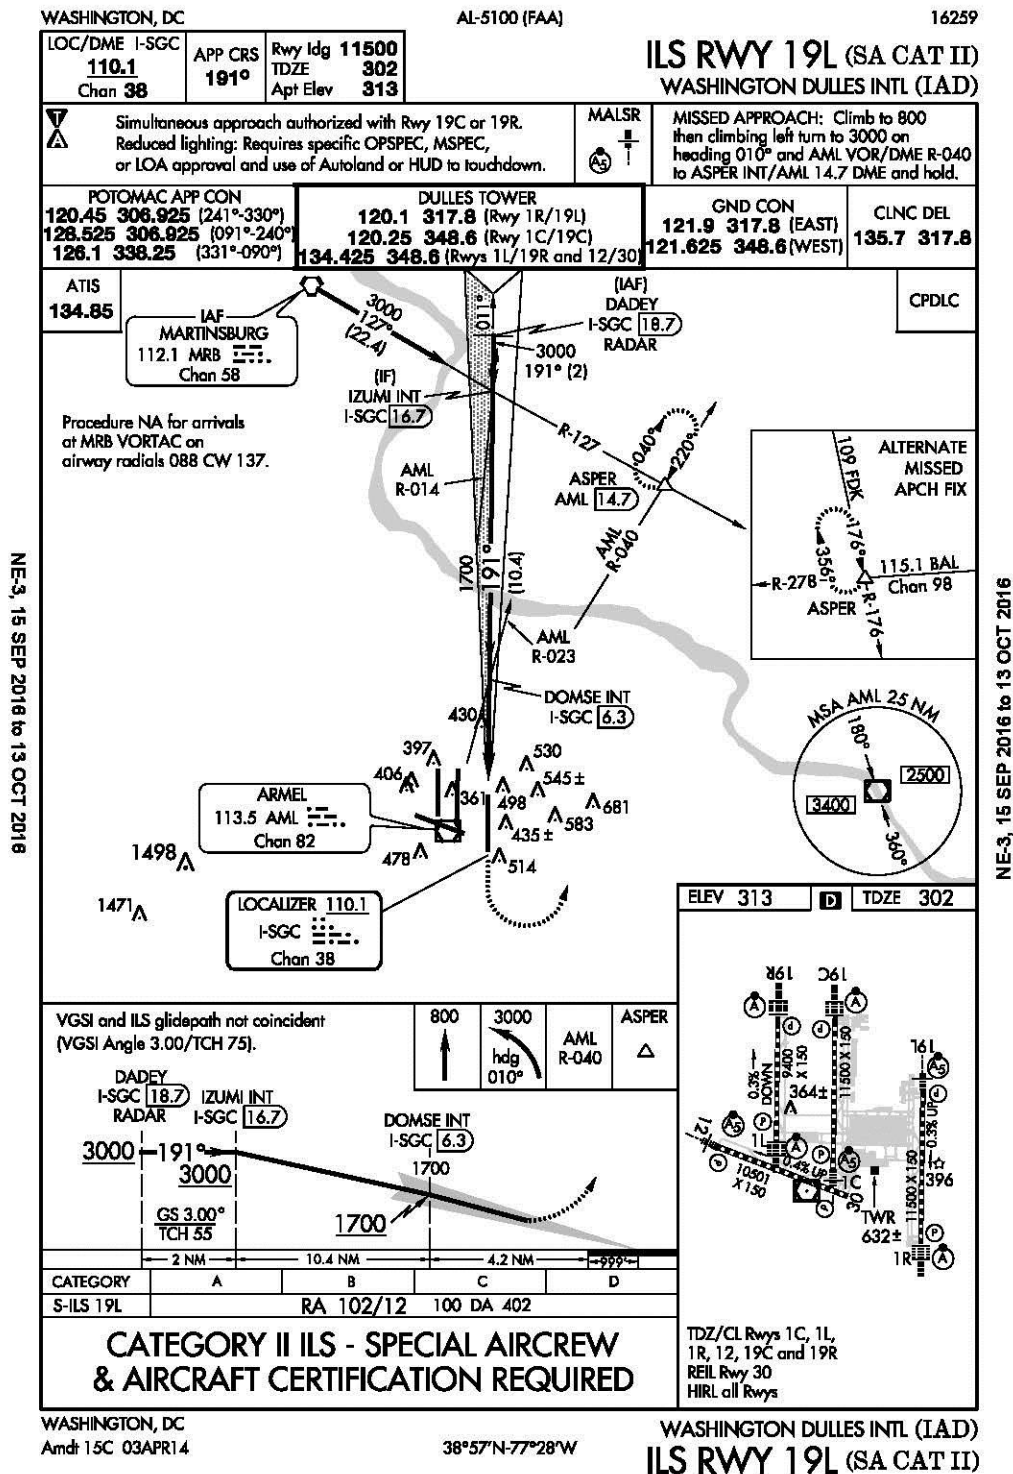 WASHINGTON, DC
AL-5100 (FAA)
16259
LOC/DME I-SGC
110.1
Chan 38
APP CRS
191°
Rwy ldg 11500
TDZE 302
Apt Elev 313
ILS RWY 19L (SA CAT II)
WASHINGTON DULLES INTL (IAD)
T
A
Simultaneous approach authorized with Rwy 19C or 19R.
Reduced lighting: Requires specific OPSPEC, MSPEC,
or LOA approval and use of Autoland or HUD to touchdown.
MALSR
A5
MISSED APPROACH: Climb to 800
then climbing left turn to 3000 on
heading 010° and AML VOR/DME R-040
to ASPER INT/AML 14.7 DME and hold.
POTOMAC APP CON
120.45 306.925 (241°-330°)
128.525 306.925 (091°-240°)
126.1 338.25 (331°-090°)
DULLES TOWER
120.1 317.8 (Rwy 1R/19L)
120.25 348.6 (Rwy 1C/19C)
134.425 348.6 (Rwys 1L/19R and 12/30)
GND CON
121.9 317.8 (EAST)
121.625 348.6 (WEST)
CLNC DEL
135.7 317.8
ATIS
134.85
CPDLC
IAF
MARTINSBURG
112.1 MRB
Chan 58
3000
127°
(22.4)
011°
(IAF)
DADEY
I-SGC 18.7
RADAR
3000
191° (2)
(IF)
IZUMI INT
I-SGC 16.7
Procedure NA for arrivals
at MRB VORTAC on
airway radials 088 CW 137.
R-127
AML
R-014
040°
220°
ASPER
AML 14.7
AML
R-040
1700
191°
(10.4)
AML
R-023
DOMSE INT
I-SGC 6.3
ALTERNATE
MISSED
APCH FIX
109 FDK
176°
356°
115.1 BAL
Chan 98
R-278
ASPER
R-176
MSA AML 25 NM
180°
2500
3400
360°
430
397
406
361
530
545 ±
498
681
583
435 ±
478
514
1498
1471
ARMEL
113.5 AML
Chan 82
LOCALIZER 110.1
I-SGC
Chan 38
ELEV 313
D
TDZE 302
19R
19C
A
A
P
P
0.3%
DOWN
9400
X 150
11500 X 150
364±
19L
A5
P
0.3% UP
A5
12
P
P
1L
A
P
0.4% UP
A5
1C
10501
X 150
P
30
TWR
632±
11500 X 150
396
P
1R
A
TDZ/CL Rwys 1C, 1L,
1R, 12, 19C and 19R
REIL Rwy 30
HIRL all Rwys
VGSI and ILS glidepath not coincident
(VGSI Angle 3.00/TCH 75).
800
3000
hdg
010°
AML
R-040
ASPER
DADEY
I-SGC 18.7
RADAR
IZUMI INT
I-SGC 16.7
DOMSE INT
I-SGC 6.3
3000
191°
3000
1700
1700
GS 3.00°
TCH 55
2 NM
10.4 NM
4.2 NM
999'
CATEGORY A B C D
S-ILS 19L RA 102/12 100 DA 402
CATEGORY II ILS - SPECIAL AIRCREW
& AIRCRAFT CERTIFICATION REQUIRED
WASHINGTON, DC
Amdt 15C 03APR14
38°57'N-77°28'W
WASHINGTON DULLES INTL (IAD)
ILS RWY 19L (SA CAT II)
NE-3, 15 SEP 2016 to 13 OCT 2016
NE-3, 15 SEP 2016 to 13 OCT 2016